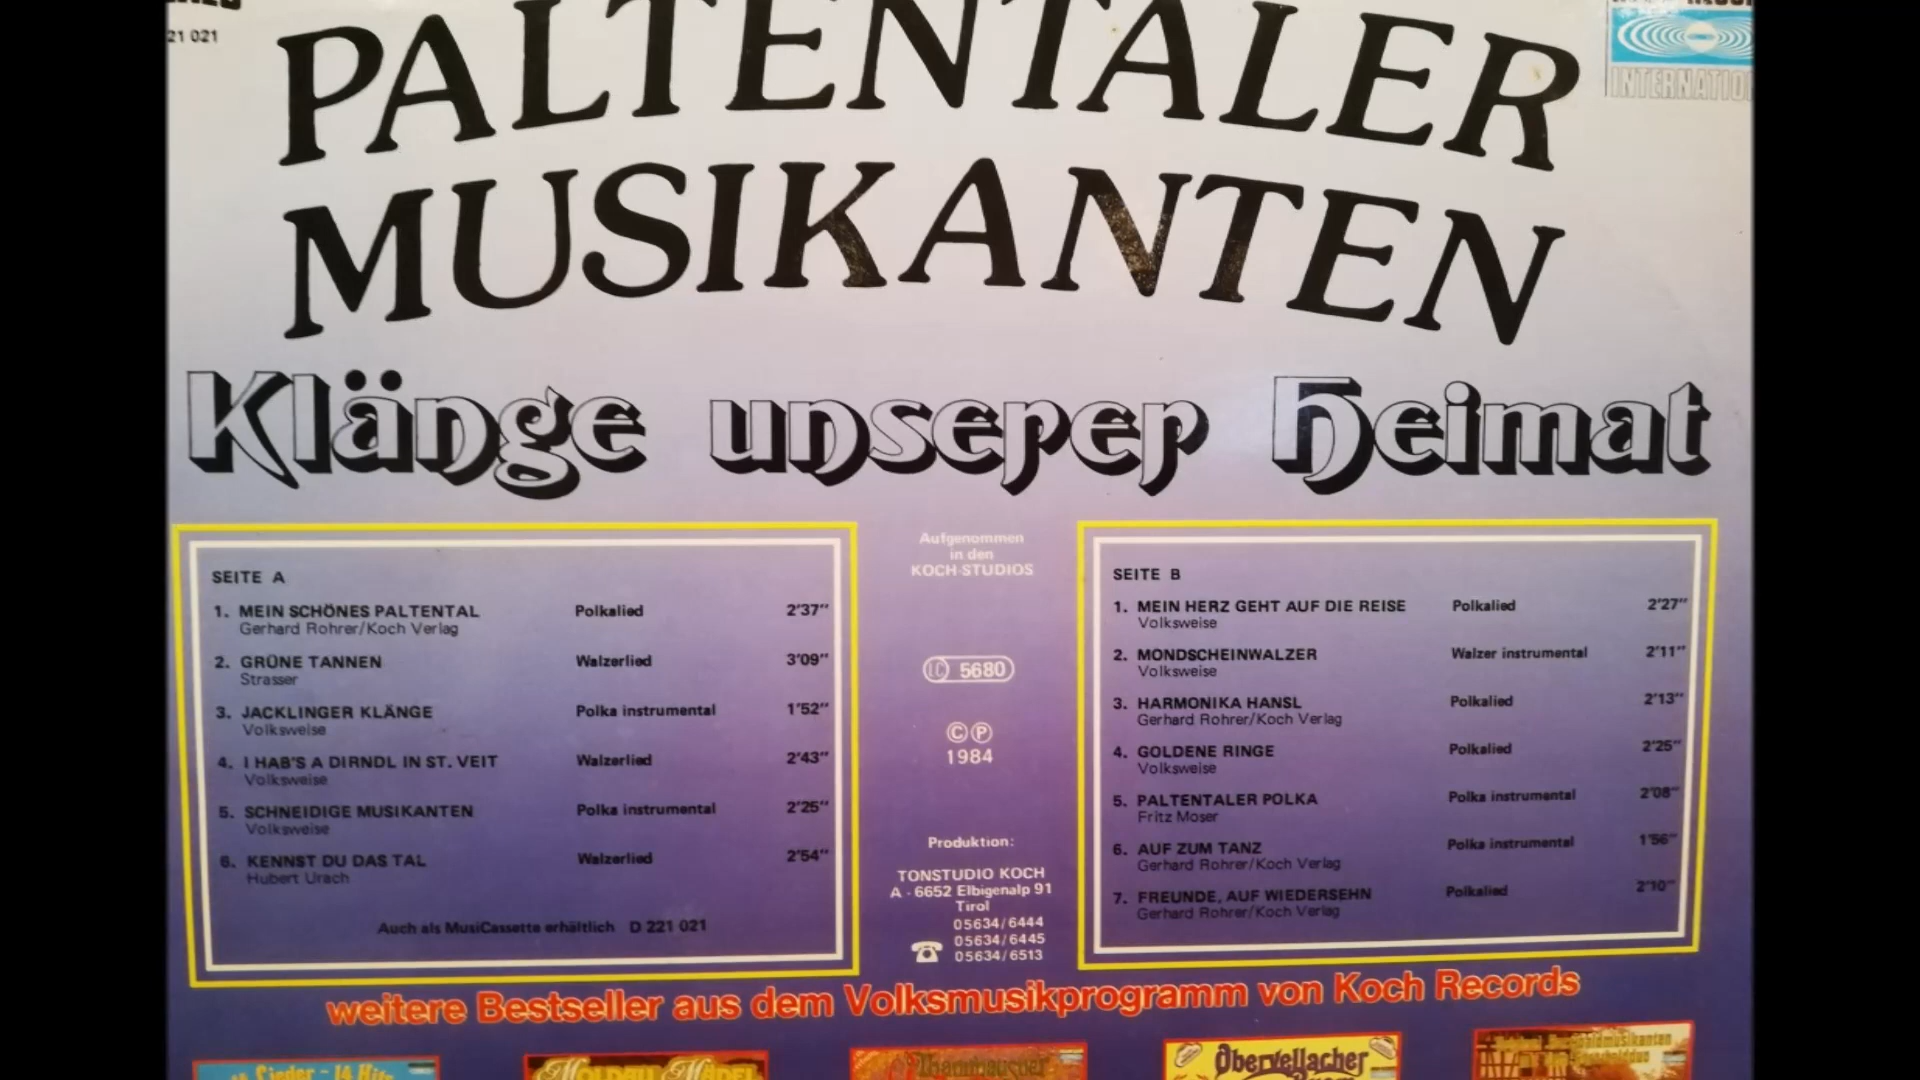 21 021
INTERNATIO
PALTENTALER
MUSIKANTEN
Klänge unserer Heimat
SEITE A
1. MEIN SCHÖNES PALTENTAL Polkalied 2'37"
Gerhard Rohrer/Koch Verlag
2. GRÜNE TANNEN Walzerlied 3'09"
Strasser
3. JACKLINGER KLÄNGE Polka instrumental 1'52"
Volksweise
4. I HAB'S A DIRNDL IN ST. VEIT Walzerlied 2'43"
Volksweise
5. SCHNEIDIGE MUSIKANTEN Polka instrumental 2'25"
Volksweise
6. KENNST DU DAS TAL Walzerlied 2'54"
Hubert Urach
Auch als MusiCassette erhältlich D 221 021
Aufgenommen
in den
KOCH-STUDIOS
LC 5680
©℗
1984
Produktion:
TONSTUDIO KOCH
A - 6652 Elbigenalp 91
Tirol
05634/6444
05634/6445
05634/6513
SEITE B
1. MEIN HERZ GEHT AUF DIE REISE Polkalied 2'27"
Volksweise
2. MONDSCHEINWALZER Walzer instrumental 2'11"
Volksweise
3. HARMONIKA HANSL Polkalied 2'13"
Gerhard Rohrer/Koch Verlag
4. GOLDENE RINGE Polkalied 2'25"
Volksweise
5. PALTENTALER POLKA Polka instrumental 2'08"
Fritz Moser
6. AUF ZUM TANZ Polka instrumental 1'56"
Gerhard Rohrer/Koch Verlag
7. FREUNDE, AUF WIEDERSEHN Polkalied 2'10"
Gerhard Rohrer/Koch Verlag
weitere Bestseller aus dem Volksmusikprogramm von Koch Records
Lieder - 14 Hits
MOLDAU MÄDEL
Obervellacher